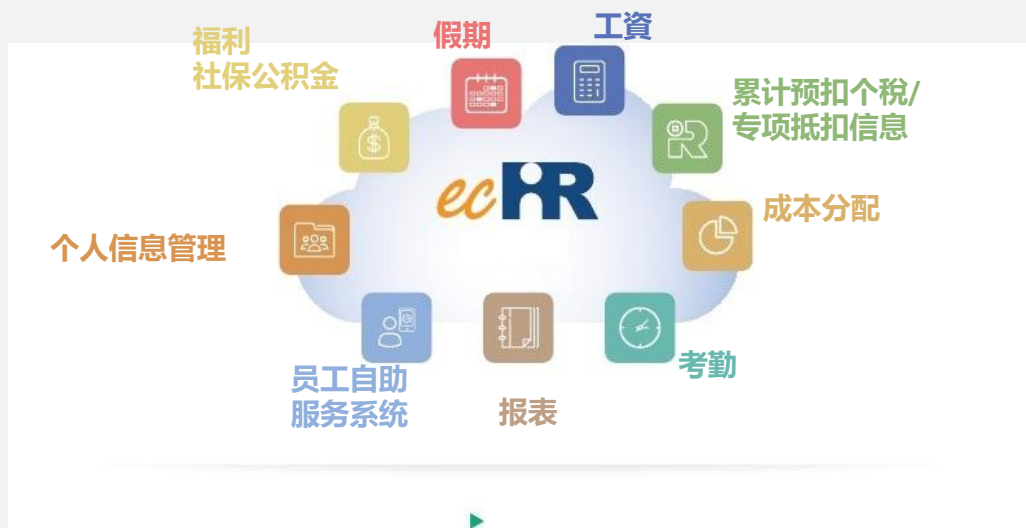 福利
社保公积金
假期
工資
累计预扣个税/
专项抵扣信息
ecHR
成本分配
个人信息管理
员工自助
服务系统
报表
考勤